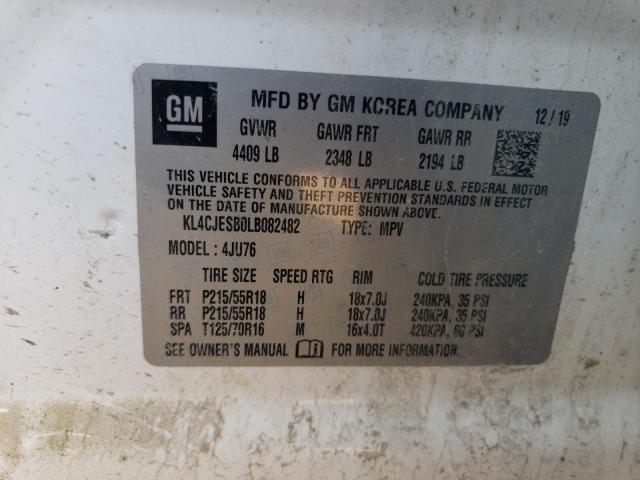 GM MFD BY GM KOREA COMPANY 12/19
GVWR GAWR FRT GAWR RR
4409 LB 2348 LB 2194 LB
THIS VEHICLE CONFORMS TO ALL APPLICABLE U.S. FEDERAL MOTOR
VEHICLE SAFETY AND THEFT PREVENTION STANDARDS IN EFFECT
ON THE DATE OF MANUFACTURE SHOWN ABOVE.
KL4CJESB0LB082482 TYPE: MPV
MODEL: 4JU76
TIRE SIZE SPEED RTG RIM COLD TIRE PRESSURE
FRT P215/55R18 H 18x7.0J 240KPA, 35 PSI
RR P215/55R18 H 18x7.0J 240KPA, 35 PSI
SPA T125/70R16 M 16x4.0T 420KPA, 60 PSI
SEE OWNER'S MANUAL FOR MORE INFORMATION.